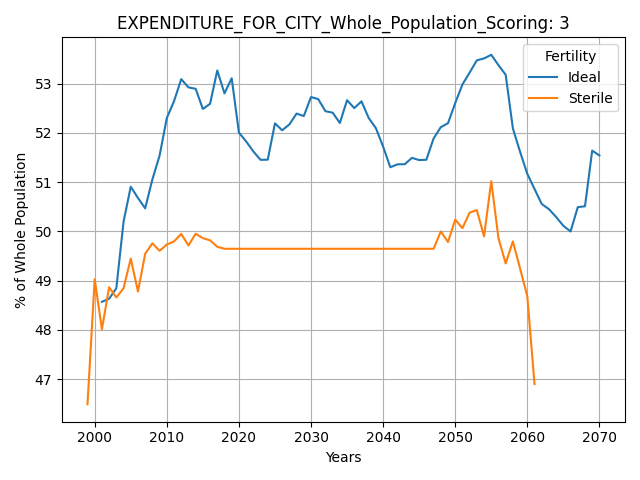 EXPENDITURE_FOR_CITY_Whole_Population_Scoring: 3
Fertility
Ideal
Sterile
% of Whole Population
53
52
51
50
49
48
47
2000 2010 2020 2030 2040 2050 2060 2070
Years